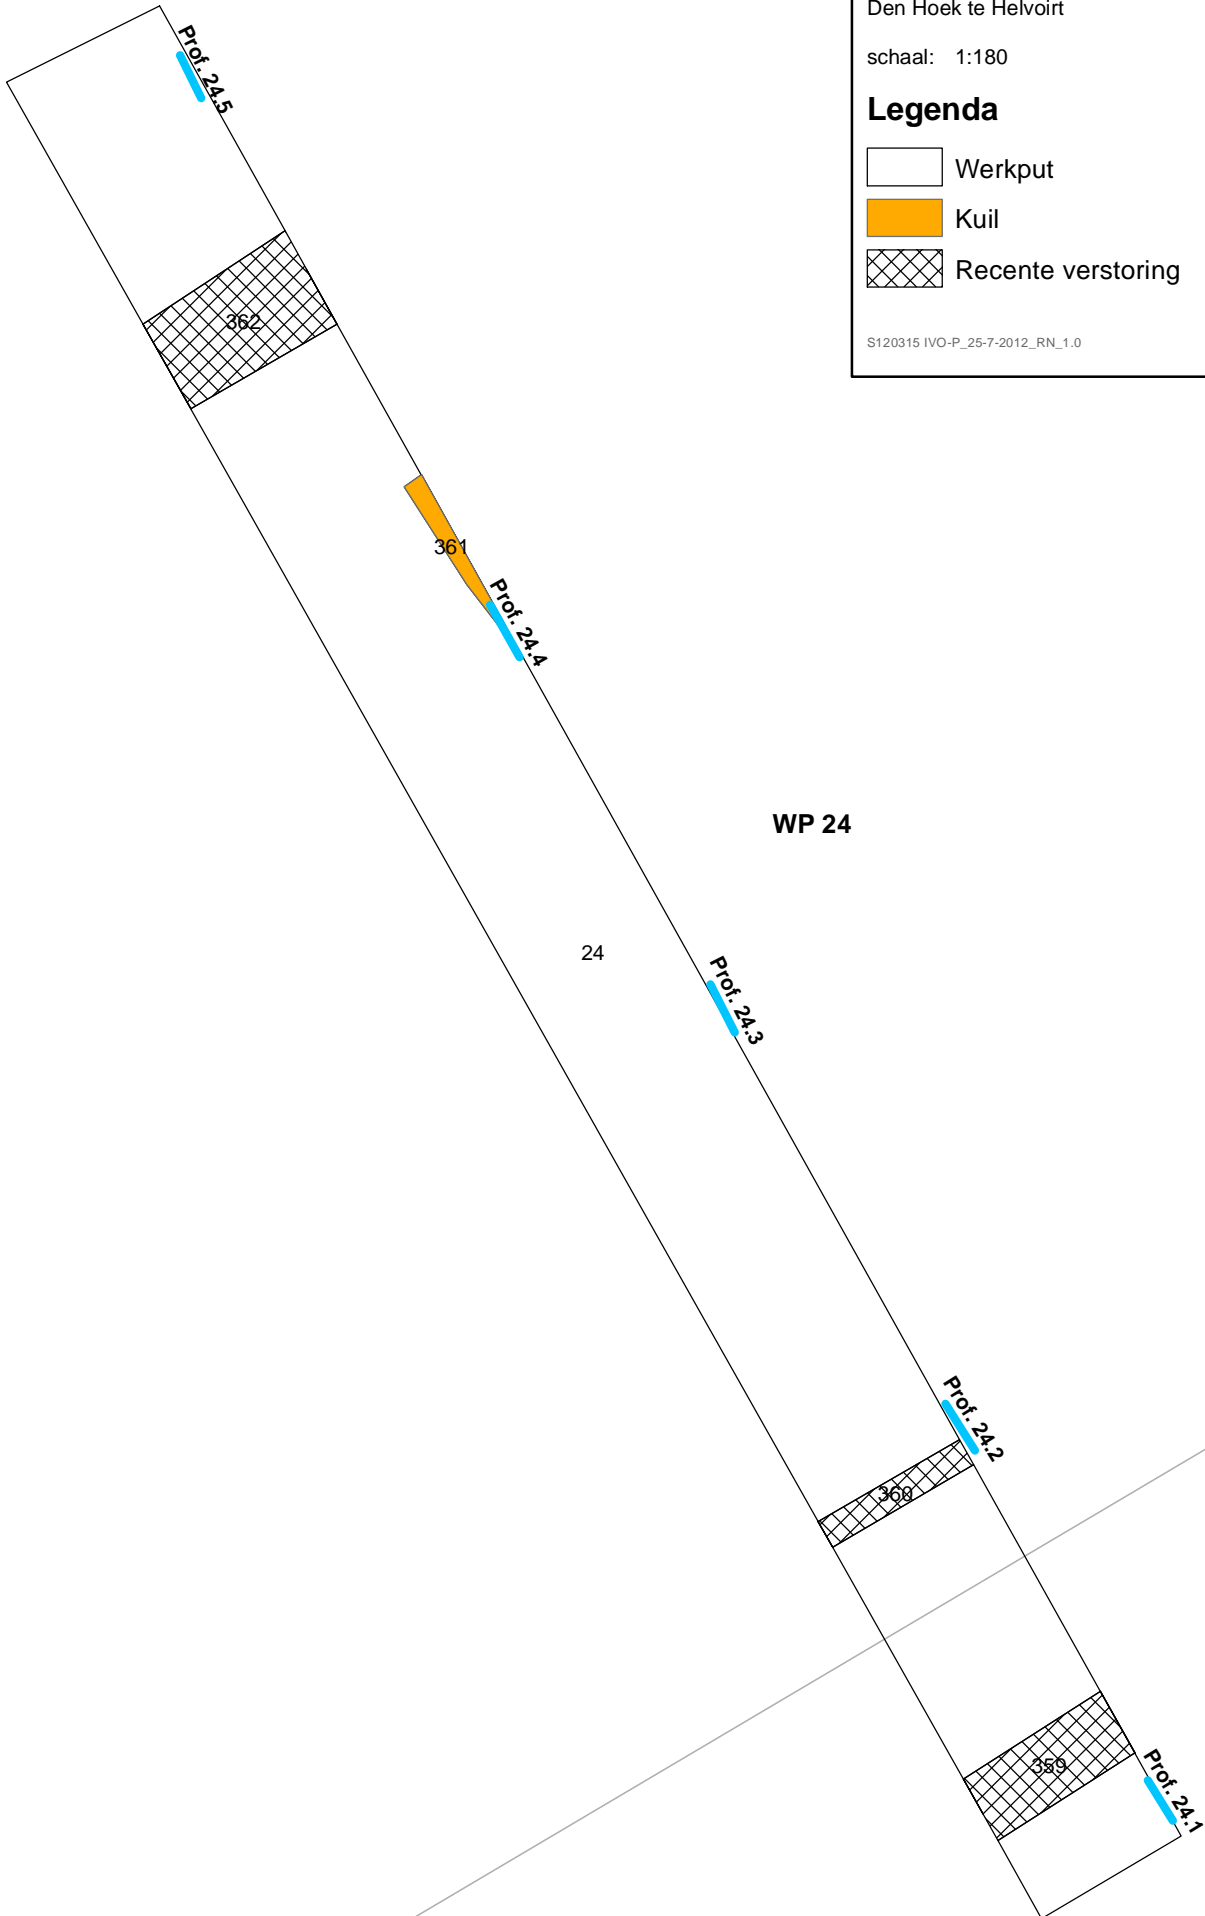 Den Hoek te Helvoirt
schaal: 1:180
Legenda
Werkput
Kuil
Recente verstoring
S120315 IVO-P_25-7-2012_RN_1.0
Prof. 24.5
362
361
Prof. 24.4
WP 24
24
Prof. 24.3
Prof. 24.2
360
359
Prof. 24.1